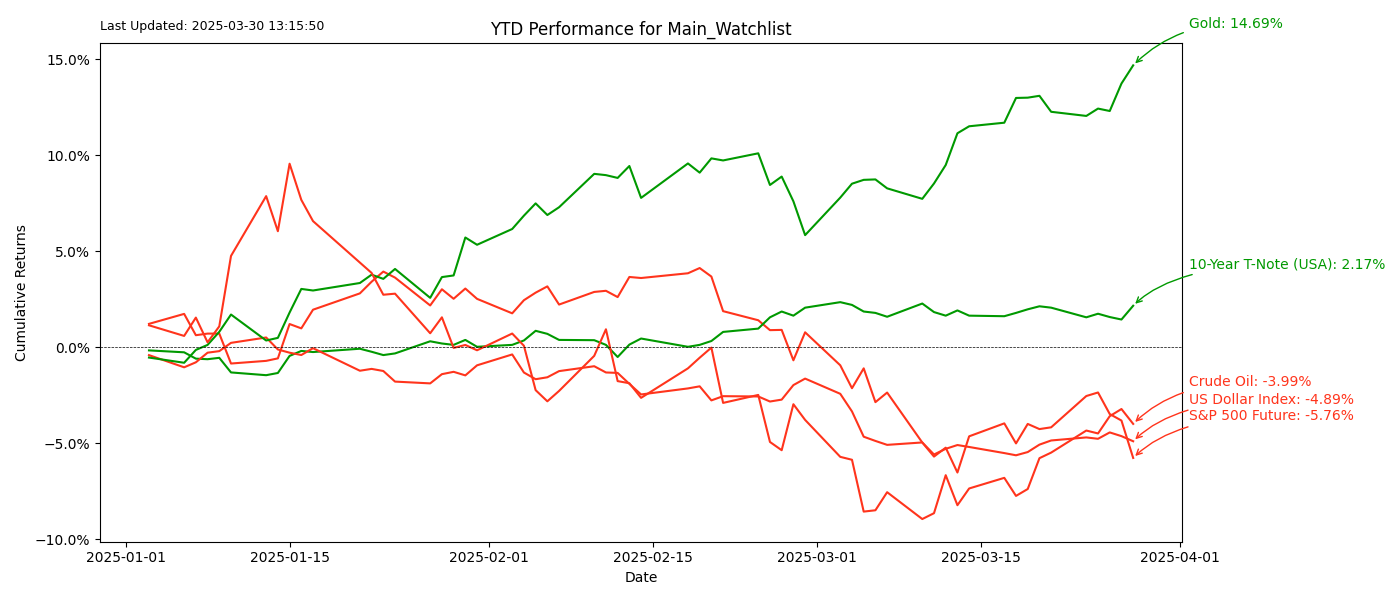 Last Updated: 2025-03-30 13:15:50
YTD Performance for Main_Watchlist
Gold: 14.69%
15.0%
10.0%
5.0%
0.0%
−5.0%
−10.0%
Cumulative Returns
10-Year T-Note (USA): 2.17%
Crude Oil: -3.99%
US Dollar Index: -4.89%
S&P 500 Future: -5.76%
2025-01-01
2025-01-15
2025-02-01
2025-02-15
2025-03-01
2025-03-15
2025-04-01
Date